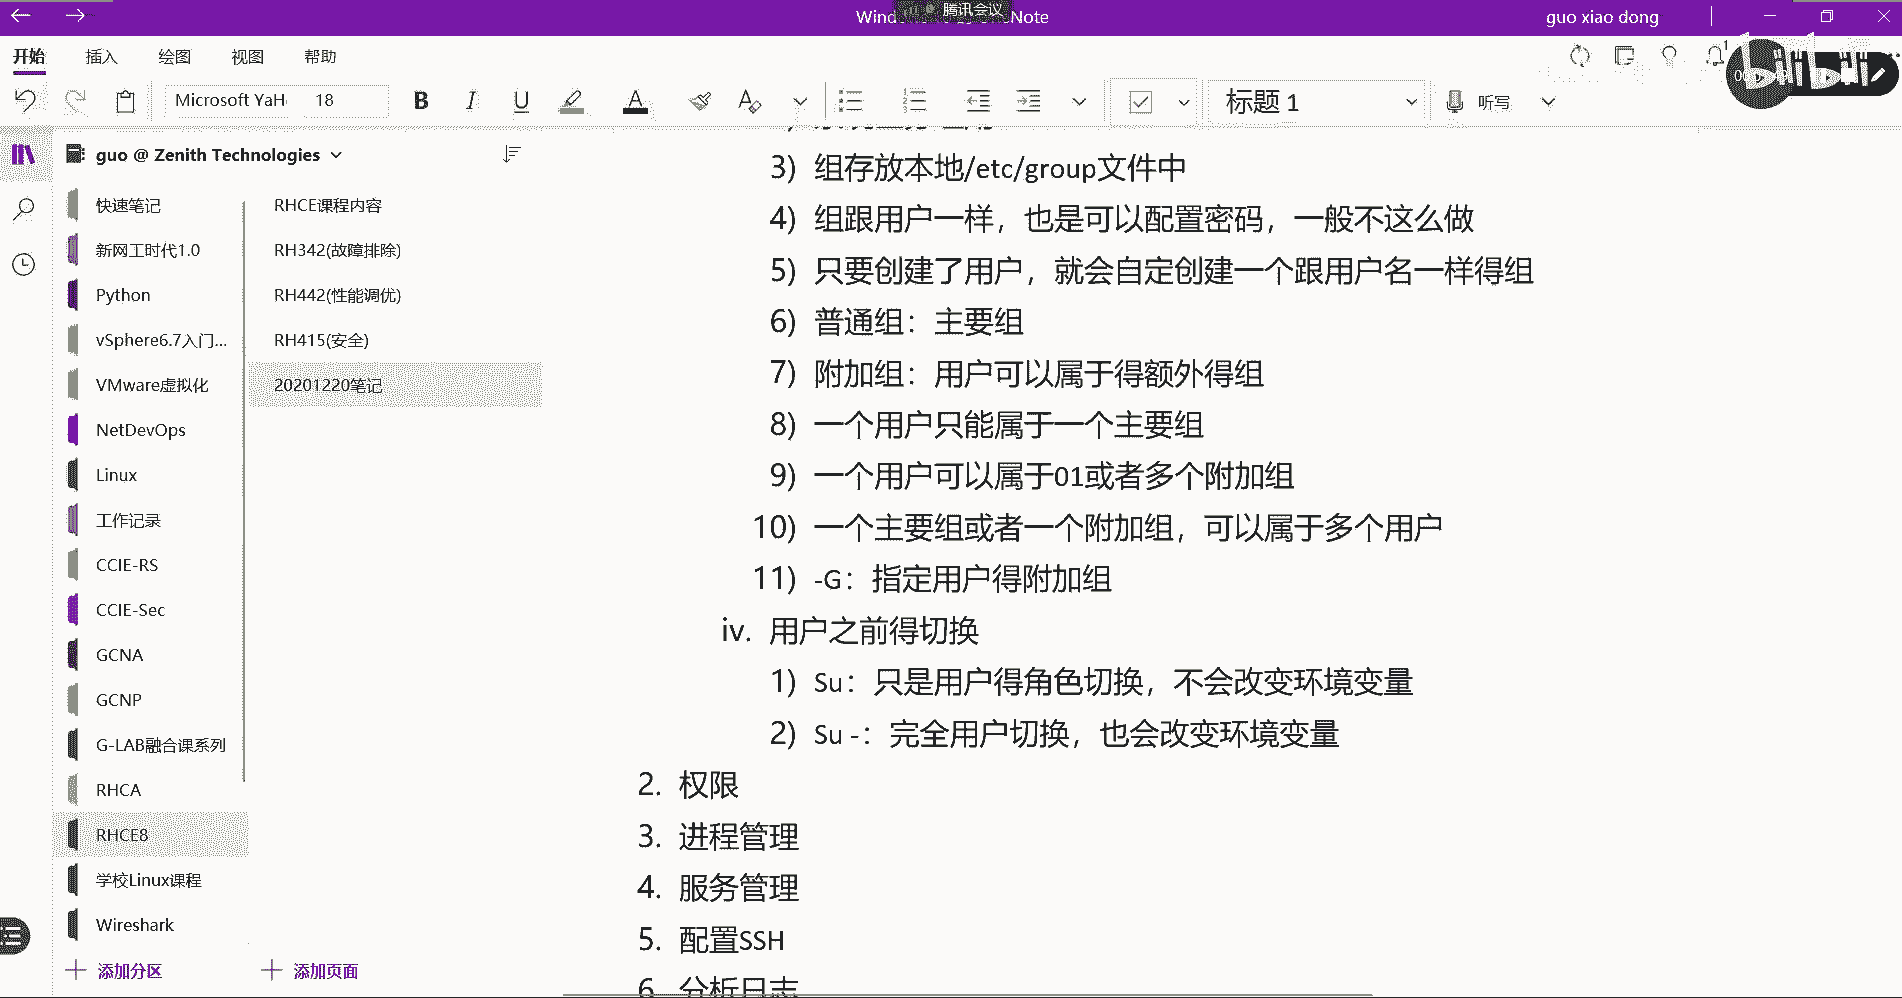 腾讯会议
guo xiao dong
开始 插入 绘图 视图 帮助
1
Microsoft YaH 18 B I U A A 标题 1 听写
guo @ Zenith Technologies
快速笔记
新网工时代1.0
Python
vSphere6.7入门...
VMware虚拟化
NetDevOps
Linux
工作记录
CCIE-RS
CCIE-Sec
GCNA
GCNP
G-LAB融合课系列
RHCA
RHCE8
学校Linux课程
Wireshark
添加分区
RHCE课程内容
RH342(故障排除)
RH442(性能调优)
RH415(安全)
20201220笔记
添加页面
3) 组存放本地/etc/group文件中
4) 组跟用户一样，也是可以配置密码，一般不这么做
5) 只要创建了用户，就会自定创建一个跟用户名一样得组
6) 普通组：主要组
7) 附加组：用户可以属于得额外得组
8) 一个用户只能属于一个主要组
9) 一个用户可以属于01或者多个附加组
10) 一个主要组或者一个附加组，可以属于多个用户
11) -G：指定用户得附加组
iv. 用户之前得切换
1) Su：只是用户得角色切换，不会改变环境变量
2) Su -：完全用户切换，也会改变环境变量
2. 权限
3. 进程管理
4. 服务管理
5. 配置SSH
6. 分析日志